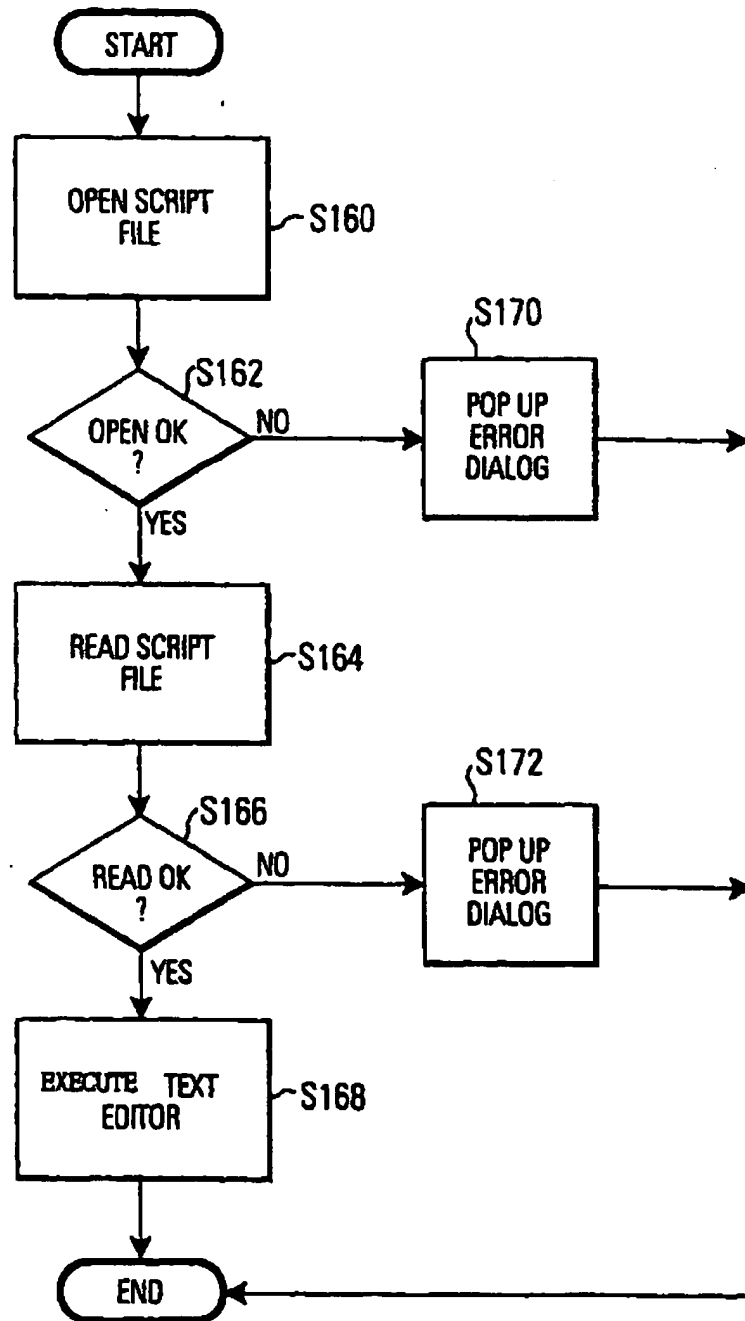 START
OPEN SCRIPT
FILE
S160
S162
OPEN OK
?
NO
YES
S170
POP UP
ERROR
DIALOG
READ SCRIPT
FILE
S164
S166
READ OK
?
NO
YES
S172
POP UP
ERROR
DIALOG
EXECUTE TEXT
EDITOR
S168
END